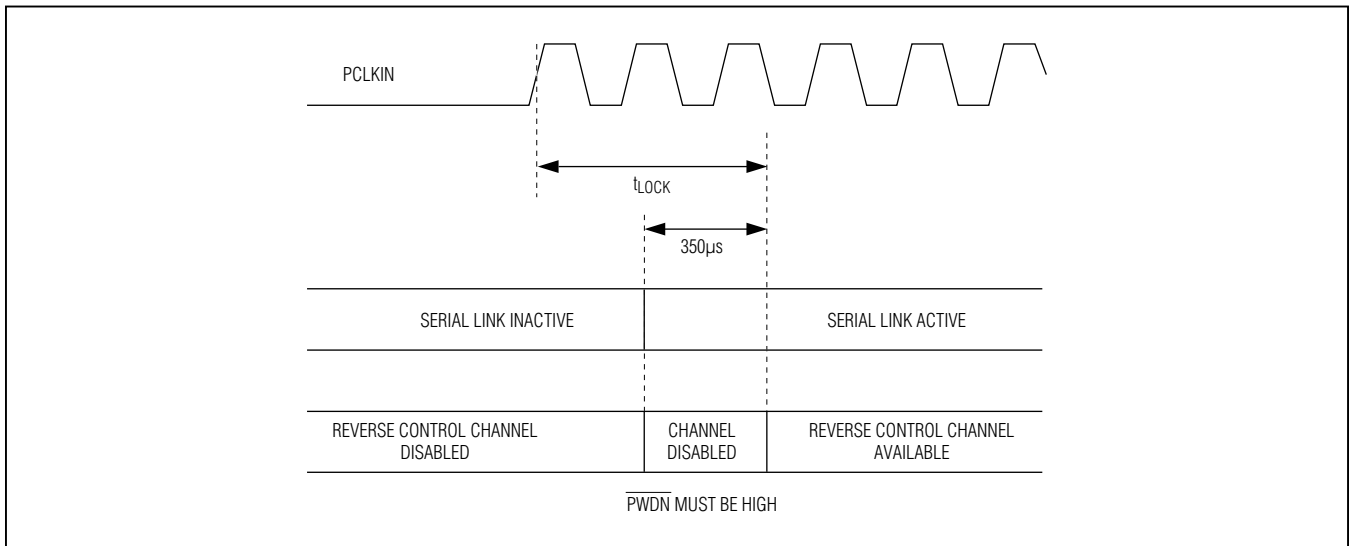 PCLKIN
tLOCK
350µs
SERIAL LINK INACTIVE
SERIAL LINK ACTIVE
REVERSE CONTROL CHANNEL
DISABLED
CHANNEL
DISABLED
REVERSE CONTROL CHANNEL
AVAILABLE
PWDN MUST BE HIGH